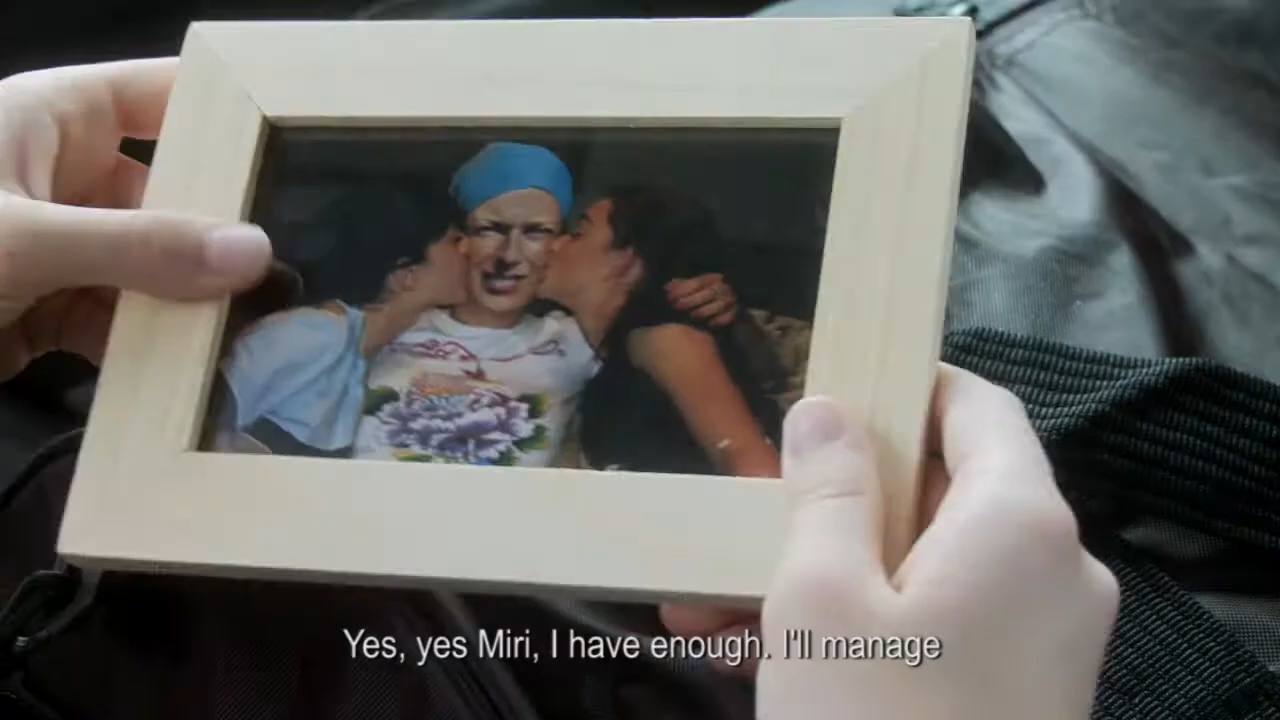 Yes, yes Miri, I have enough. I'll manage